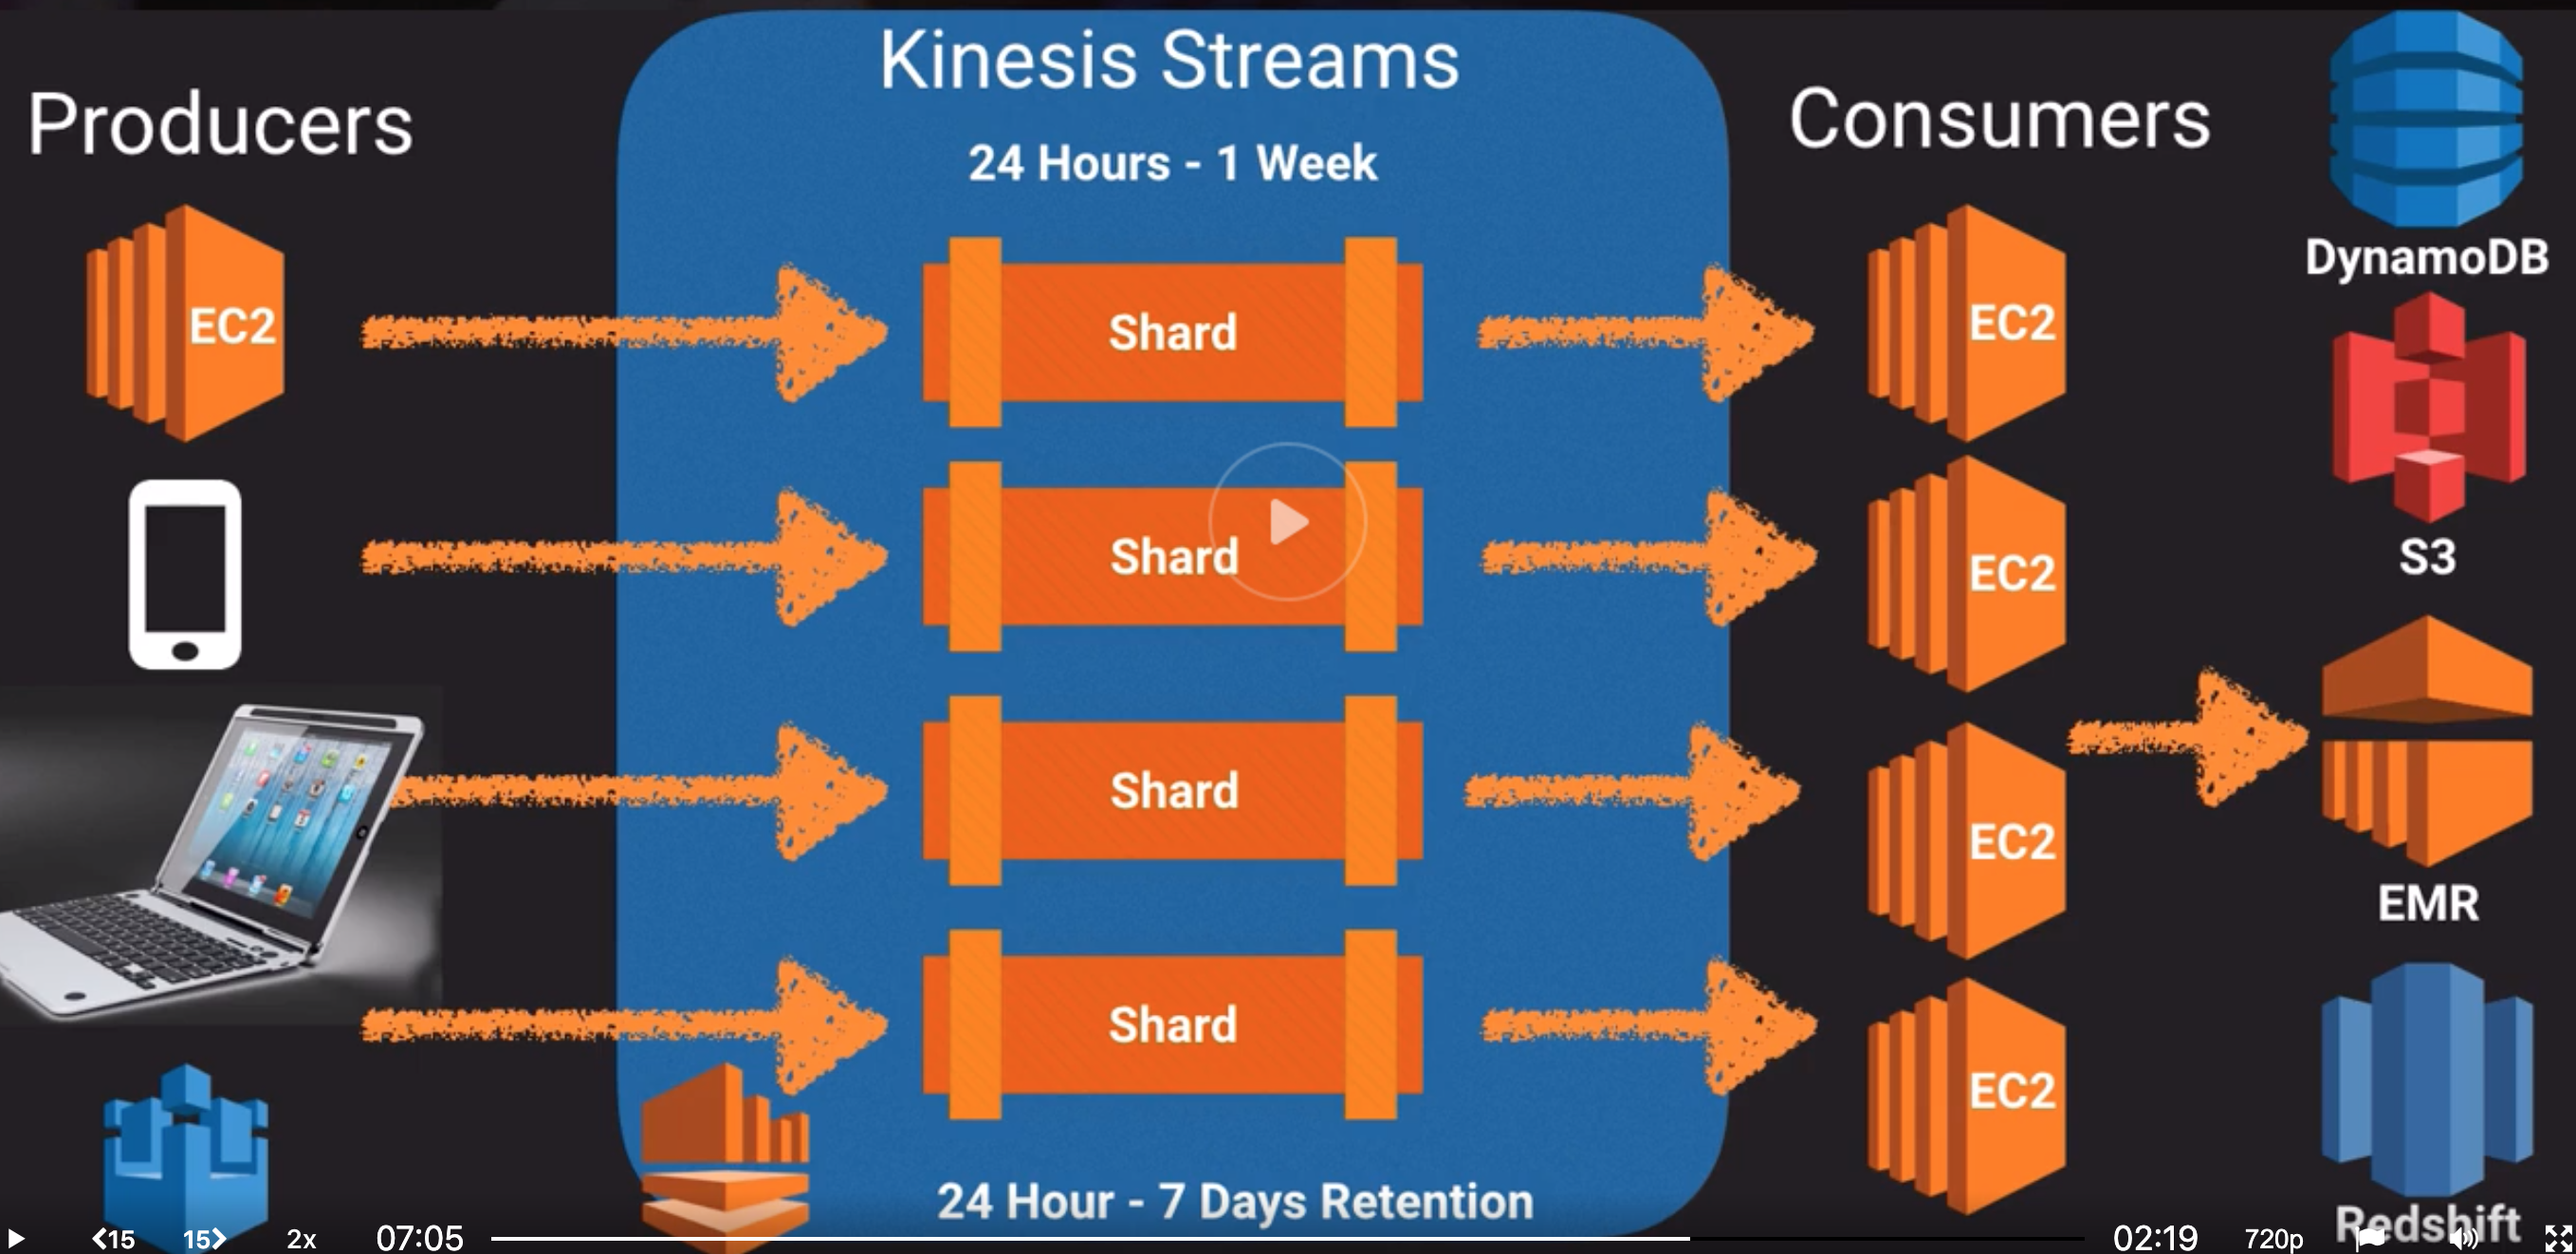 Kinesis Streams
24 Hours - 1 Week
Producers
Consumers
EC2
Shard
EC2
DynamoDB
Shard
EC2
S3
Shard
EC2
EMR
Shard
EC2
24 Hour - 7 Days Retention
Redshift
15
15
2x
07:05
02:19
720p